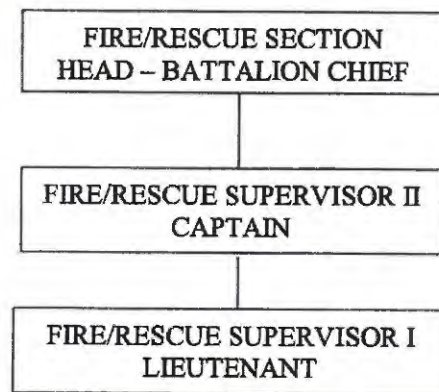 FIRE/RESCUE SECTION
HEAD – BATTALION CHIEF
FIRE/RESCUE SUPERVISOR II
CAPTAIN
FIRE/RESCUE SUPERVISOR I
LIEUTENANT